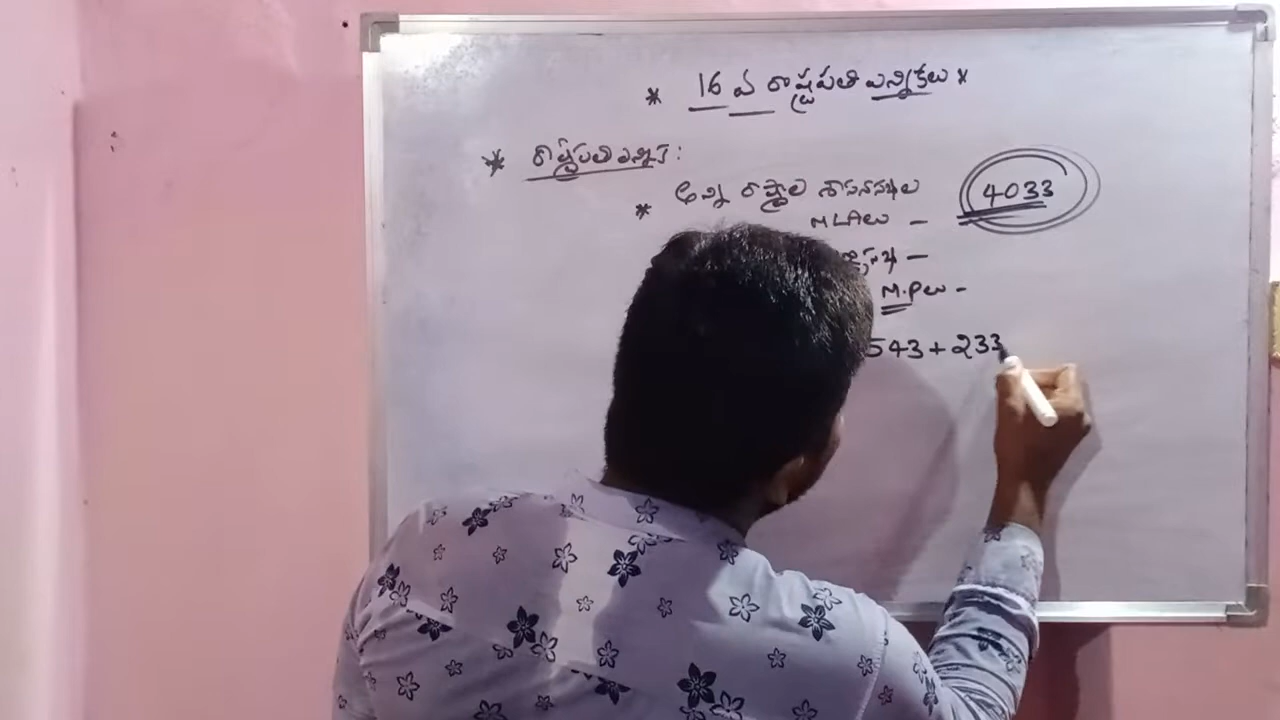 * 16 వ రాష్ట్రపతి ఎన్నికలు *
* రాష్ట్రపతి ఎన్నిక :
* అన్ని రాష్ట్రాల శాసనసభల 4033
MLAలు -
M.Pలు -
543 + 233